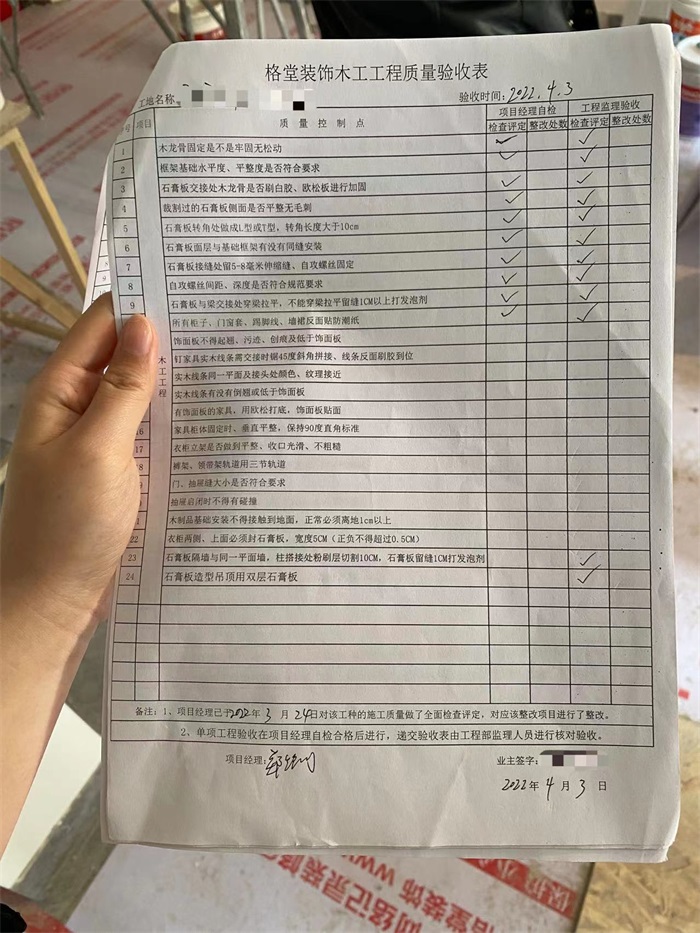 格堂装饰木工工程质量验收表
工地名称:
验收时间:2022.4.3
序号 项目 质量控制点 项目经理自检 工程监理验收
检查评定 整改处数 检查评定 整改处数
1 木龙骨固定是不是牢固无松动 ✓ ✓
2 框架基础水平度、平整度是否符合要求 ✓ ✓
3 石膏板交接处木龙骨是否刷白胶、欧松板进行加固 ✓ ✓
4 裁割过的石膏板侧面是否平整无毛刺 ✓ ✓
5 石膏板转角处做成L型或T型，转角长度大于10cm ✓ ✓
6 石膏板面层与基础框架有没有同缝安装 ✓ ✓
7 石膏板接缝处留5-8毫米伸缩缝、自攻螺丝固定 ✓ ✓
8 自攻螺丝间距、深度是否符合规范要求 ✓ ✓
9 石膏板与梁交接处穿梁拉平，不能穿梁拉平留缝1CM以上打发泡剂 ✓ ✓
所有柜子、门窗套、踢脚线、墙裙反面贴防潮纸 ✓ ✓
饰面板不得起翘、污迹、创痕及低于饰面板
钉家具实木线条需交接时锯45度斜角拼接、线条反面刷胶到位
木工工程
实木线条同一平面及接头处颜色、纹理接近
实木线条有没有倒翘或低于饰面板
有饰面板的家具，用欧松打底，饰面板贴面
16 家具柜体固定时、垂直平整，保持90度直角标准
17 衣柜立架是否做到平整、收口光滑、不粗糙
18 裤架、领带架轨道用三节轨道
9 门、抽屉缝大小是否符合要求
抽屉启闭时不得有碰撞
1 木制品基础安装不得接触到地面，正常必须离地1cm以上
22 衣柜两侧、上面必须封石膏板，宽度5CM（正负不得超过0.5CM）
23 石膏板隔墙与同一平面墙，柱搭接处粉刷层切割10CM，石膏板留缝1CM打发泡剂 ✓
24 石膏板造型吊顶用双层石膏板 ✓
备注：1、项目经理已于2022年3月24日对该工种的施工质量做了全面检查评定，对应该整改项目进行了整改。
2、单项工程验收在项目经理自检合格后进行，递交验收表由工程部监理人员进行核对验收。
项目经理:
业主签字:
2022年4月3日
网络记录装修
格堂装饰 WWW